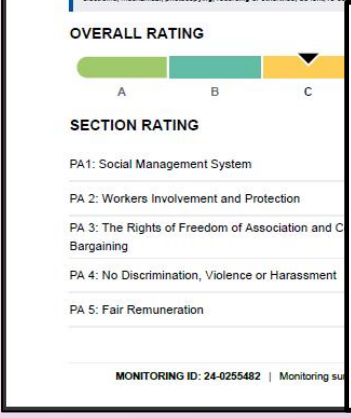 OVERALL RATING
A B C
SECTION RATING
PA1: Social Management System
PA 2: Workers Involvement and Protection
PA 3: The Rights of Freedom of Association and C
Bargaining
PA 4: No Discrimination, Violence or Harassment
PA 5: Fair Remuneration
MONITORING ID: 24-0255482 | Monitoring su